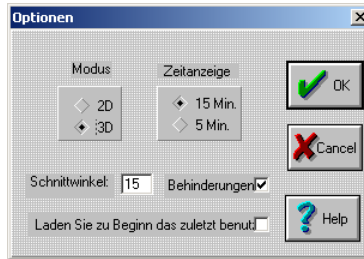 Optionen
Modus
Zeitanzeige
2D
3D
15 Min.
5 Min.
OK
Cancel
Schnittwinkel: 15
Behinderungen
Laden Sie zu Beginn das zuletzt benut
Help